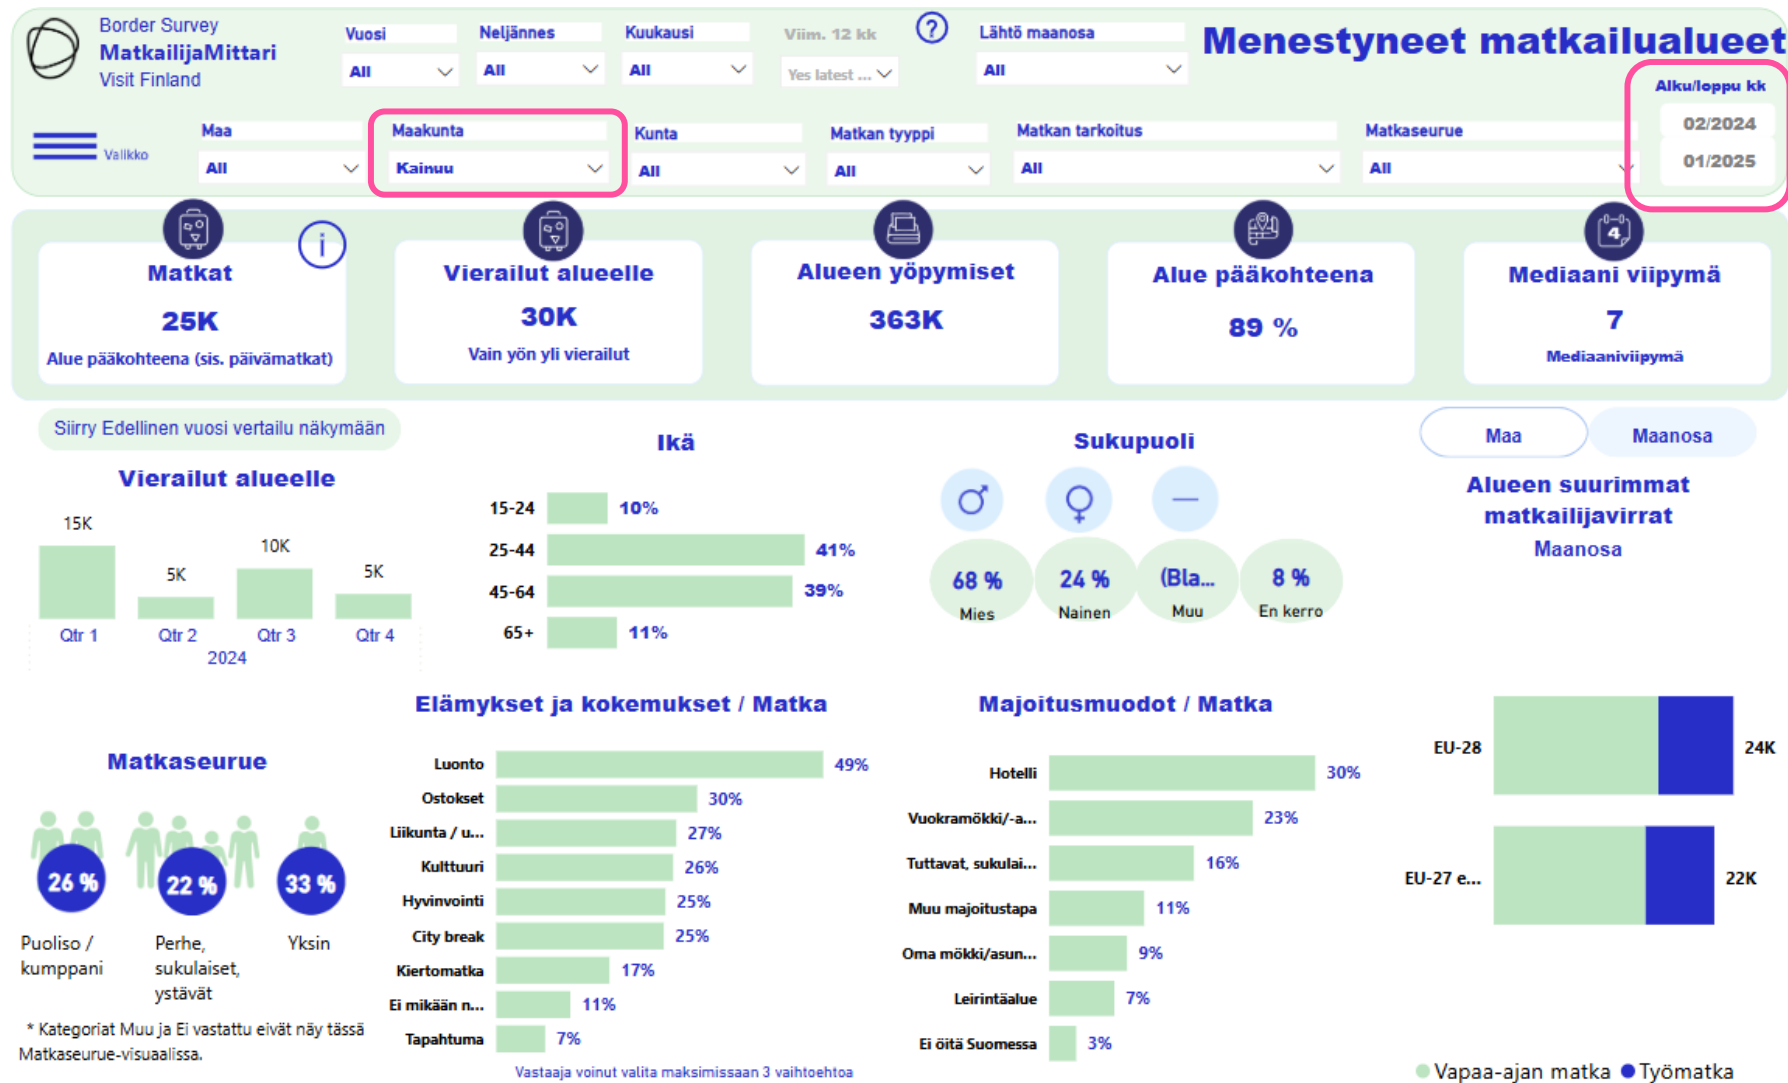 Border Survey
MatkailijaMittari
Visit Finland
Vuosi
All
Neljännes
All
Kuukausi
All
Viim. 12 kk
Yes latest ...
?
Lähtö maanosa
All
Menestyneet matkailualueet
Alku/loppu kk
02/2024
01/2025
Valikko
Maa
All
Maakunta
Kainuu
Kunta
All
Matkan tyyppi
All
Matkan tarkoitus
All
Matkaseurue
All
Matkat
i
25K
Alue pääkohteena (sis. päivämatkat)
Vierailut alueelle
30K
Vain yön yli vierailut
Alueen yöpymiset
363K
Alue pääkohteena
89 %
4
Mediaani viipymä
7
Mediaaniviipymä
Siirry Edellinen vuosi vertailu näkymään
Vierailut alueelle
15K
5K
10K
5K
Qtr 1
Qtr 2
Qtr 3
Qtr 4
2024
Ikä
15-24
10%
25-44
41%
45-64
39%
65+
11%
Sukupuoli
68 %
Mies
24 %
Nainen
(Bla...
Muu
8 %
En kerro
Maa
Maanosa
Alueen suurimmat
matkailijavirrat
Maanosa
EU-28
24K
EU-27 e...
22K
Vapaa-ajan matka
Työmatka
Matkaseurue
26 %
22 %
33 %
Puoliso /
kumppani
Perhe,
sukulaiset,
ystävät
Yksin
* Kategoriat Muu ja Ei vastattu eivät näy tässä
Matkaseurue-visuaalissa.
Elämykset ja kokemukset / Matka
Luonto
49%
Ostokset
30%
Liikunta / u...
27%
Kulttuuri
26%
Hyvinvointi
25%
City break
25%
Kiertomatka
17%
Ei mikään n...
11%
Tapahtuma
7%
Vastaaja voinut valita maksimissaan 3 vaihtoehtoa
Majoitusmuodot / Matka
Hotelli
30%
Vuokramökki/-a...
23%
Tuttavat, sukulai...
16%
Muu majoitustapa
11%
Oma mökki/asun...
9%
Leirintäalue
7%
Ei öitä Suomessa
3%